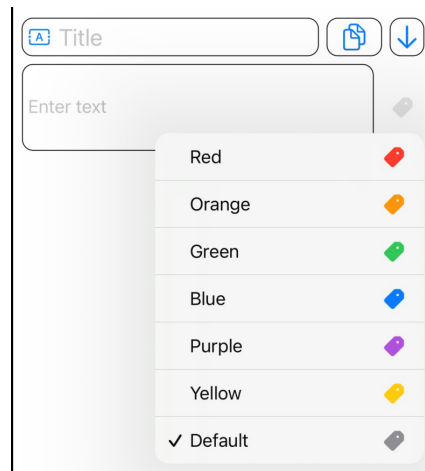 A Title
Enter text
Red
Orange
Green
Blue
Purple
Yellow
Default